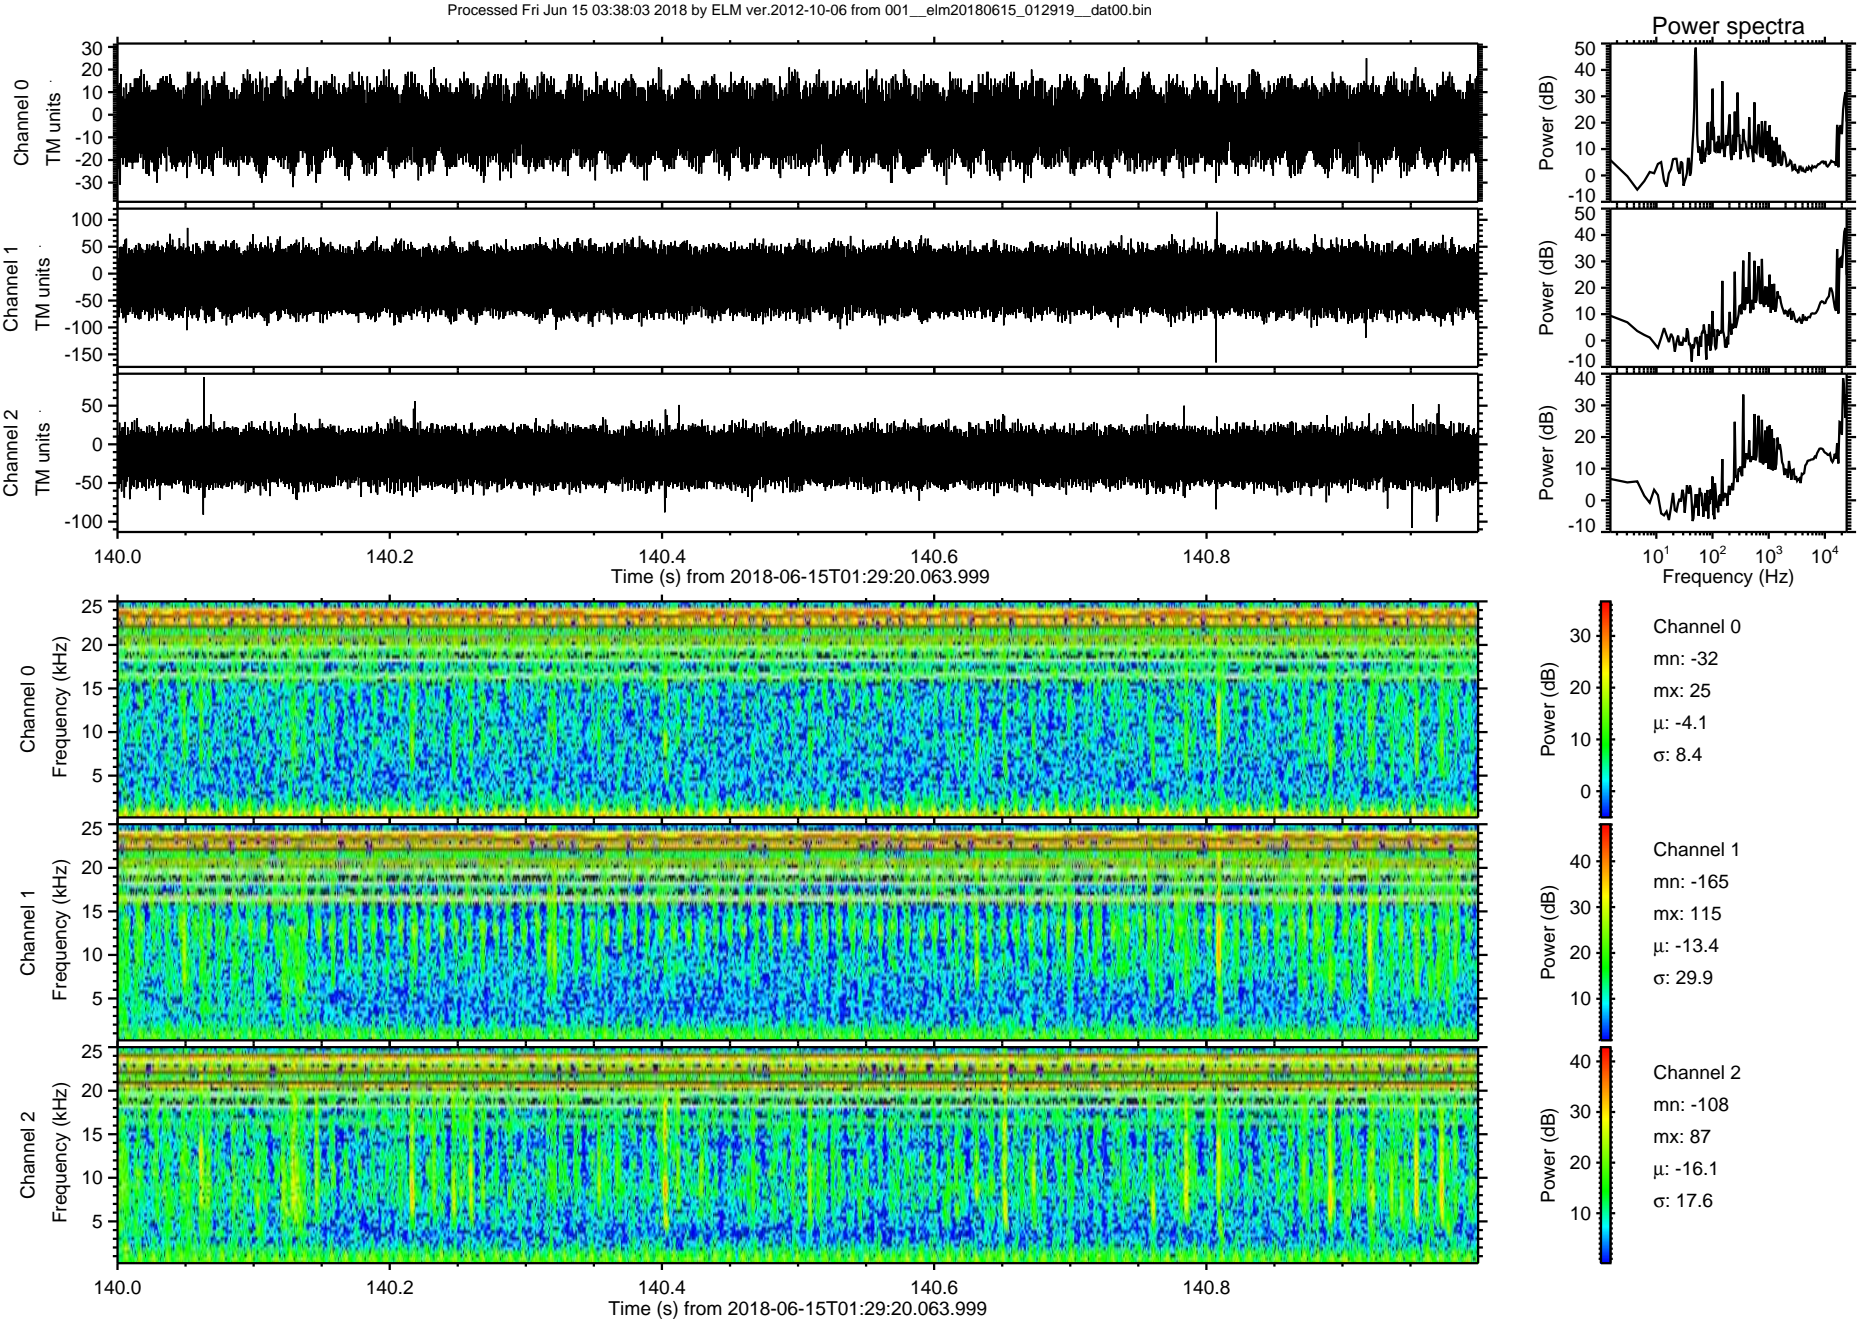 Processed Fri Jun 15 03:38:03 2018 by ELM ver.2012-10-06 from 001__elm20180615_012919__dat00.bin
Power spectra
Channel 0
TM units
30
20
10
0
-10
-20
-30
Power (dB)
50
40
30
20
10
0
-10
Channel 1
TM units
100
50
0
-50
-100
-150
Power (dB)
50
40
30
20
10
0
-10
Channel 2
TM units
50
0
-50
-100
Power (dB)
40
30
20
10
0
-10
140.0 140.2 140.4 140.6 140.8
Time (s) from 2018-06-15T01:29:20.063.999
10¹ 10² 10³ 10⁴
Frequency (Hz)
Channel 0
Frequency (kHz)
25
20
15
10
5
Power (dB)
30
20
10
0
Channel 0
mn: -32
mx: 25
μ: -4.1
σ: 8.4
Channel 1
Frequency (kHz)
25
20
15
10
5
Power (dB)
40
30
20
10
Channel 1
mn: -165
mx: 115
μ: -13.4
σ: 29.9
Channel 2
Frequency (kHz)
25
20
15
10
5
Power (dB)
40
30
20
10
Channel 2
mn: -108
mx: 87
μ: -16.1
σ: 17.6
140.0 140.2 140.4 140.6 140.8
Time (s) from 2018-06-15T01:29:20.063.999